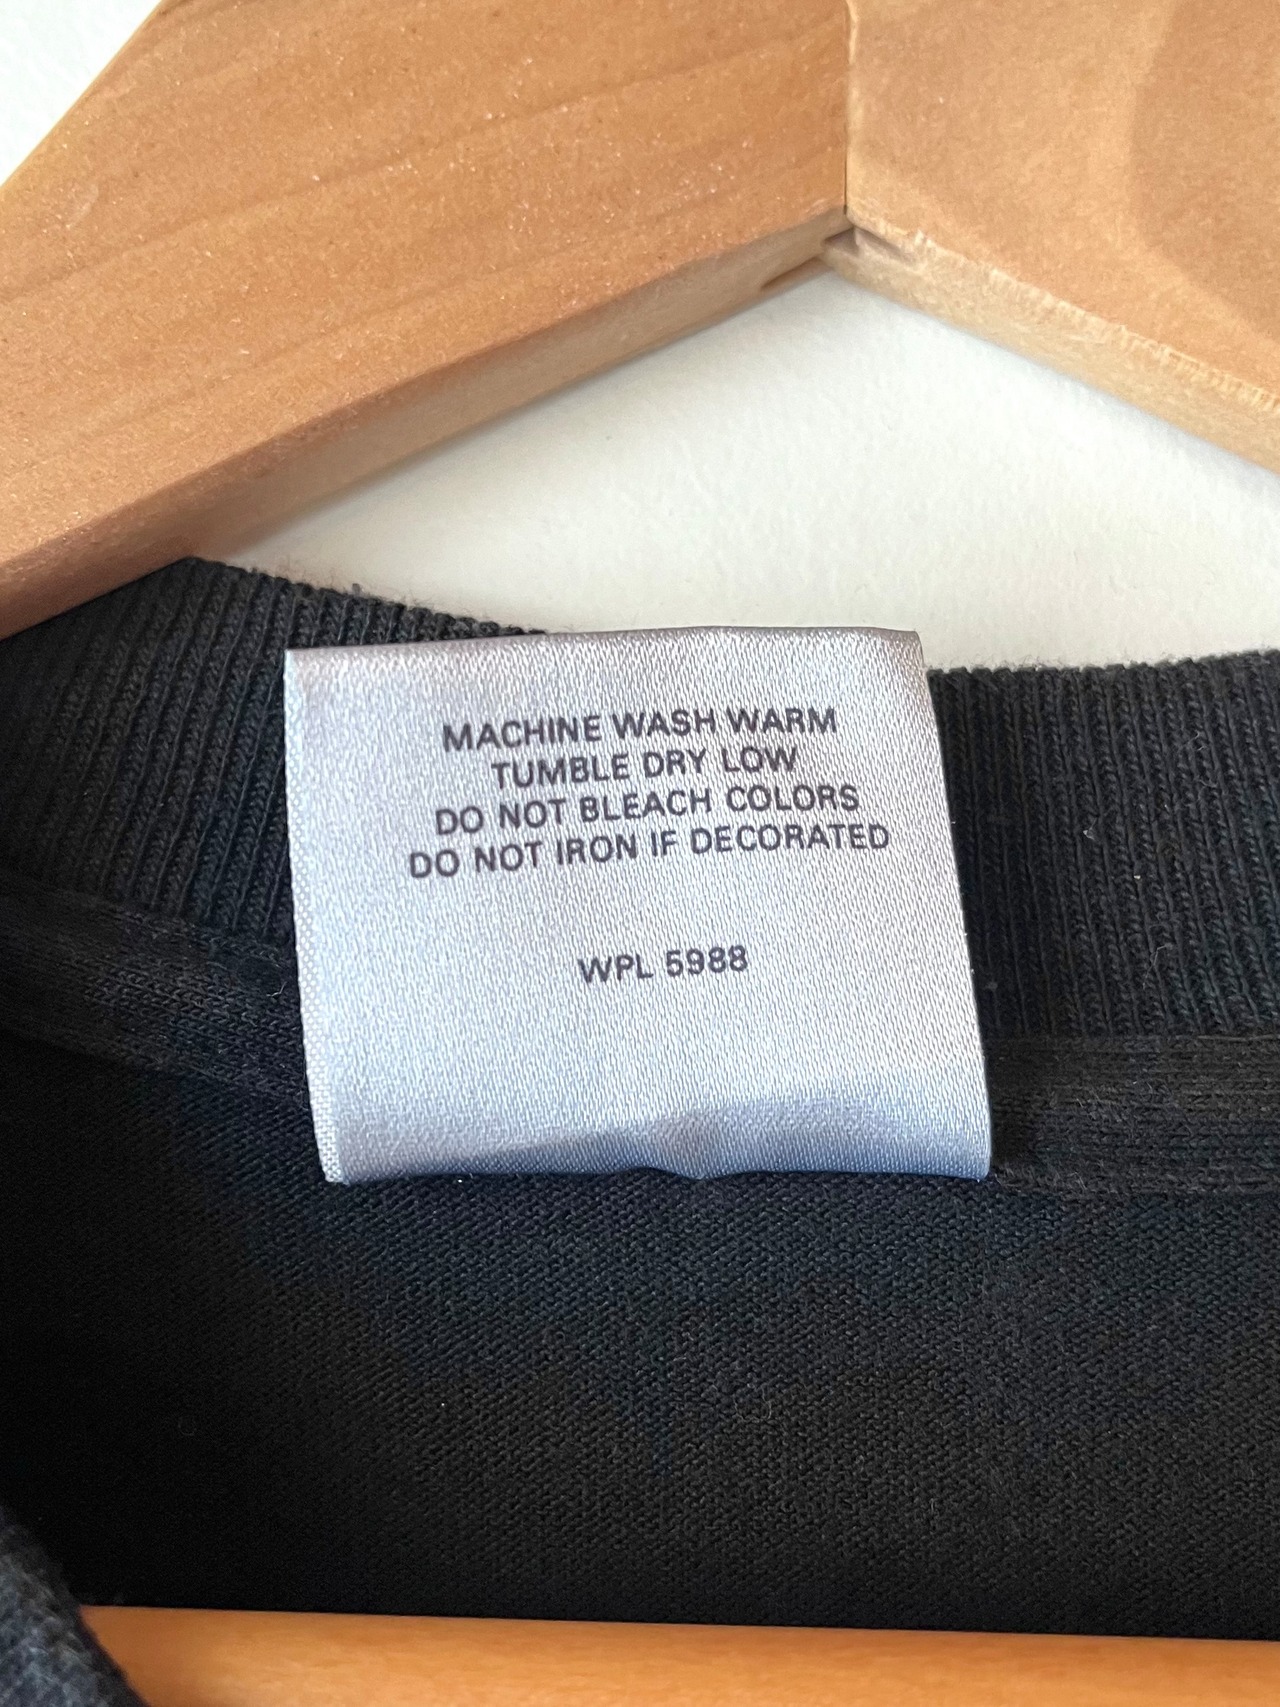 MACHINE WASH WARM
TUMBLE DRY LOW
DO NOT BLEACH COLORS
DO NOT IRON IF DECORATED
WPL 5988